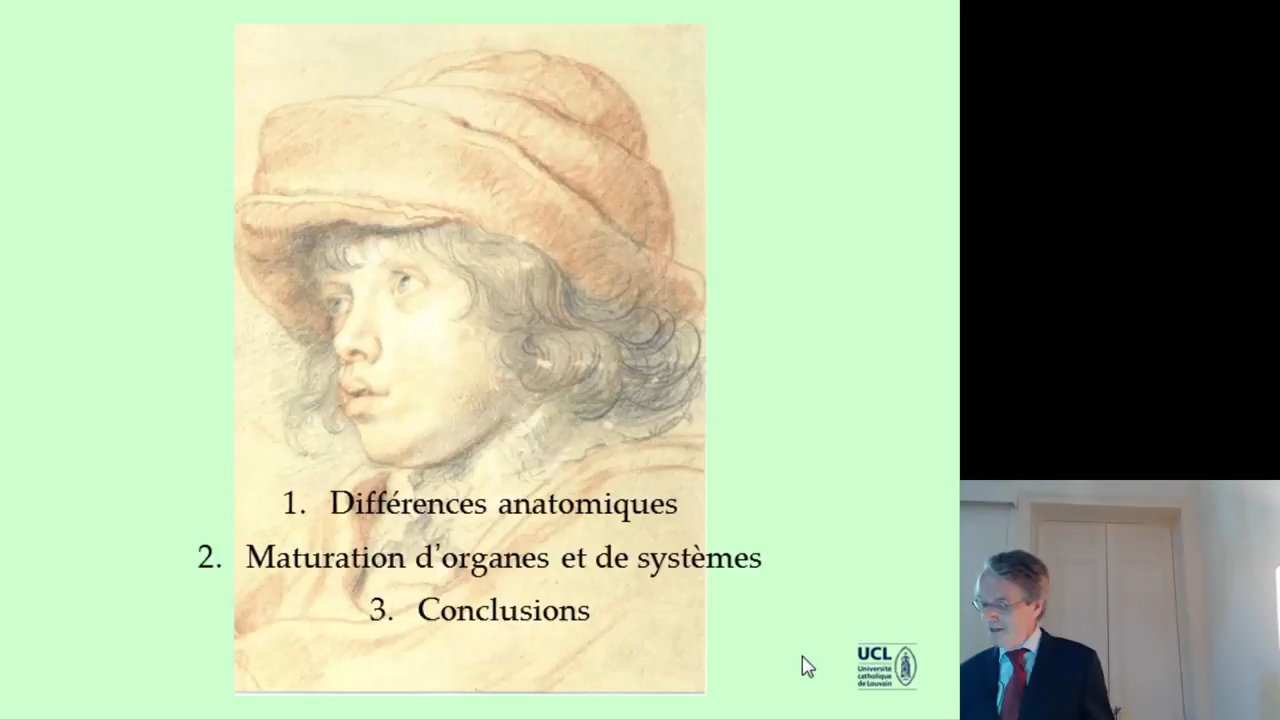 1. Différences anatomiques
2. Maturation d'organes et de systèmes
3. Conclusions
UCL
Université
catholique
de Louvain